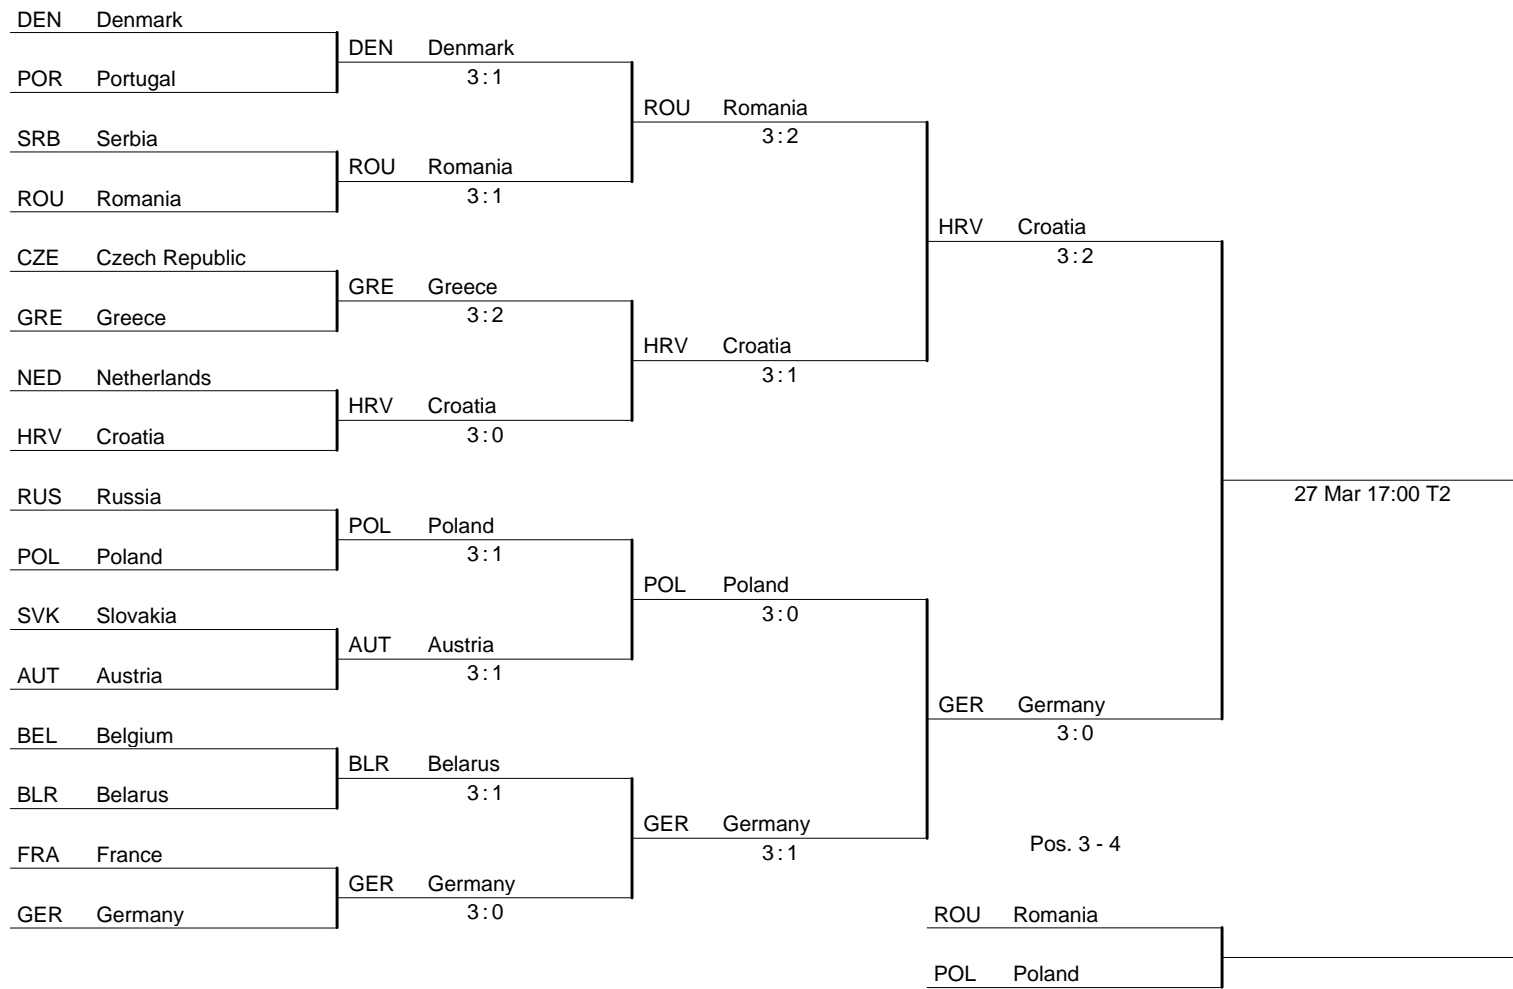 DEN Denmark
DEN Denmark
3 : 1
POR Portugal
ROU Romania
3 : 2
SRB Serbia
ROU Romania
3 : 1
ROU Romania
HRV Croatia
3 : 2
CZE Czech Republic
GRE Greece
3 : 2
GRE Greece
HRV Croatia
3 : 1
NED Netherlands
HRV Croatia
3 : 0
HRV Croatia
27 Mar 17:00 T2
RUS Russia
POL Poland
3 : 1
POL Poland
POL Poland
3 : 0
SVK Slovakia
AUT Austria
3 : 1
AUT Austria
GER Germany
3 : 0
BEL Belgium
BLR Belarus
3 : 1
BLR Belarus
GER Germany
3 : 1
Pos. 3 - 4
FRA France
GER Germany
3 : 0
GER Germany
ROU Romania
POL Poland